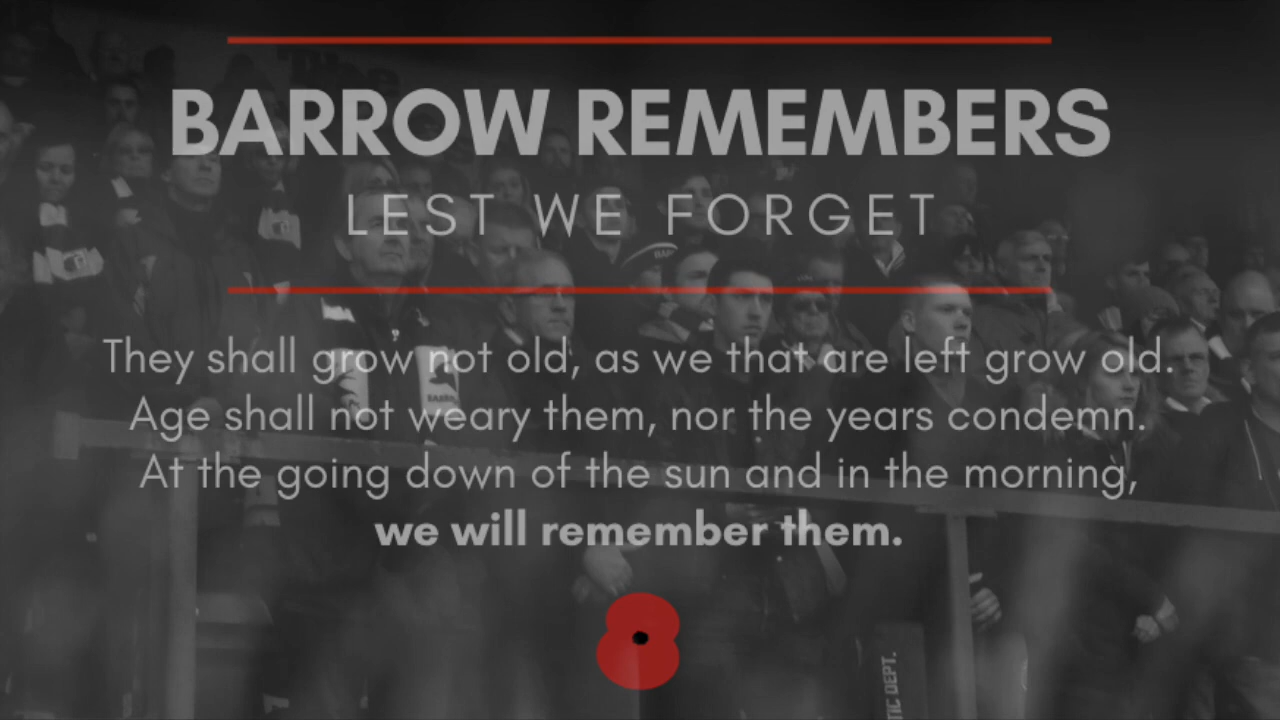 BARROW REMEMBERS
LEST WE FORGET
They shall grow not old, as we that are left grow old.
Age shall not weary them, nor the years condemn.
At the going down of the sun and in the morning,
we will remember them.
TIC DEPT.